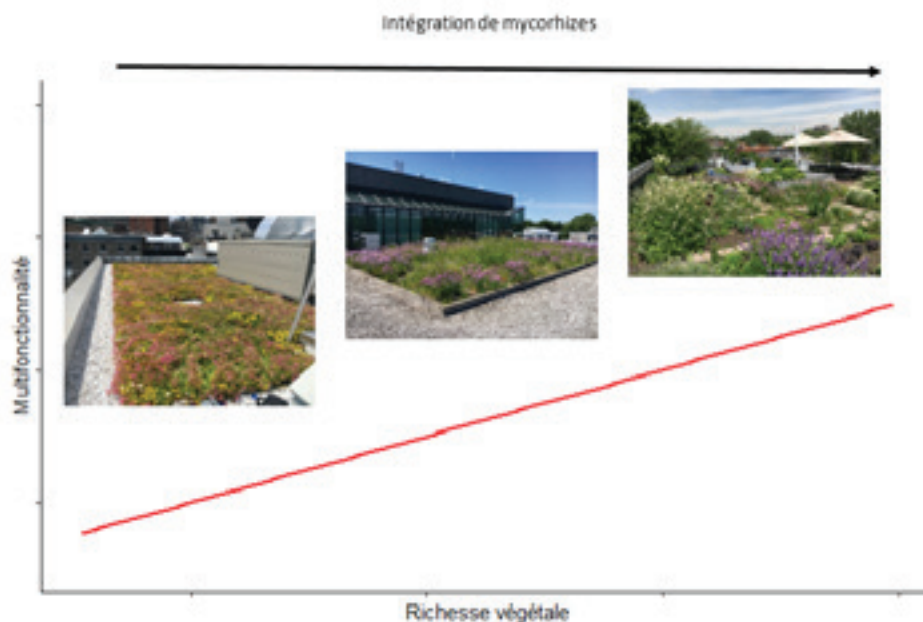 Intégration de mycorhizes
Multifonctionnalité
Richesse végétale